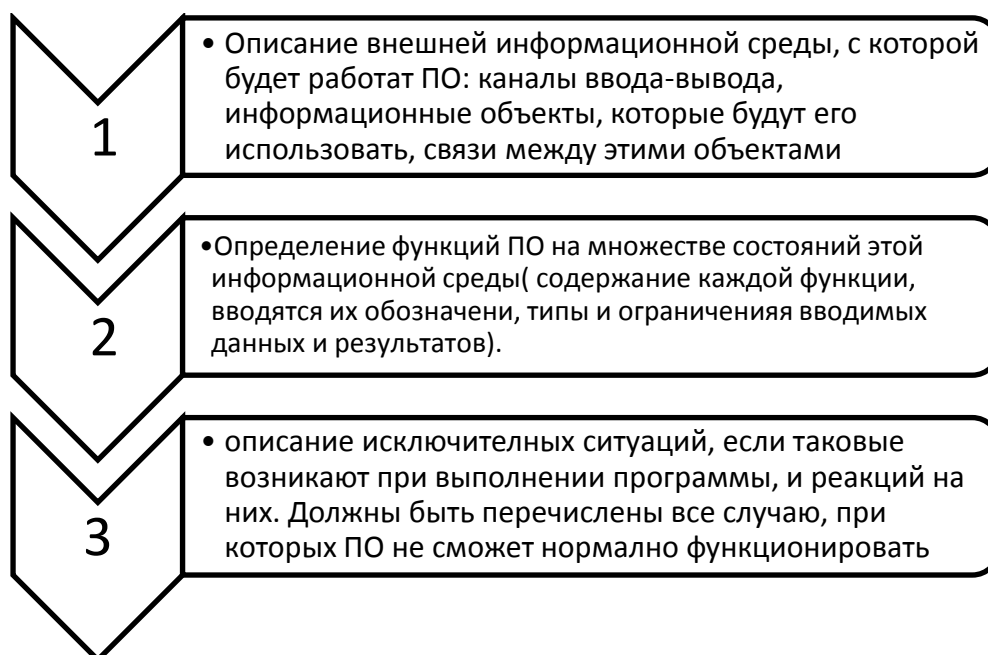 1
• Описание внешней информационной среды, с которой
будет работат ПО: каналы ввода-вывода,
информационные объекты, которые будут его
использовать, связи между этими объектами
2
•Определение функций ПО на множестве состояний этой
информационной среды( содержание каждой функции,
вводятся их обозначени, типы и ограниченияя вводимых
данных и результатов).
3
• описание исключителных ситуаций, если таковые
возникают при выполнении программы, и реакций на
них. Должны быть перечислены все случаю, при
которых ПО не сможет нормално функционировать